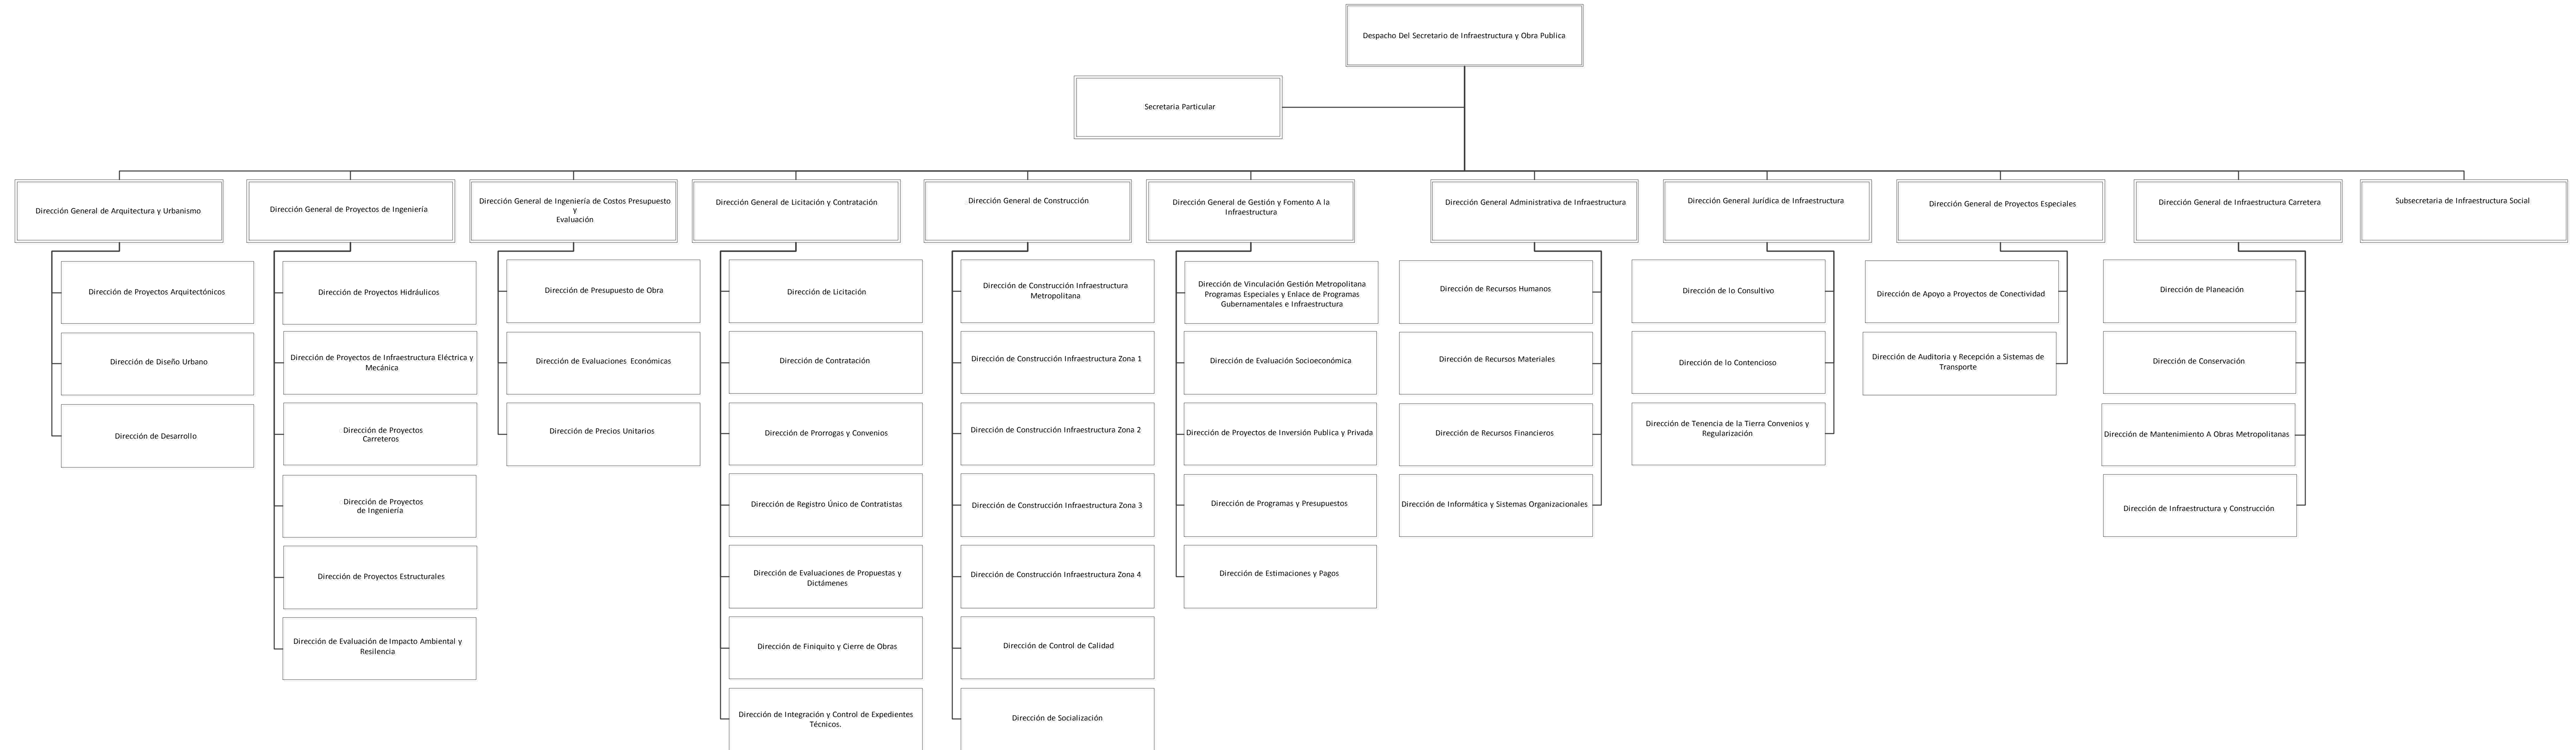 Despacho Del Secretario de Infraestructura y Obra Publica
Secretaria Particular
Dirección General de Arquitectura y Urbanismo
Dirección General de Proyectos de Ingeniería
Dirección General de Ingeniería de Costos Presupuesto
y
Evaluación
Dirección General de Licitación y Contratación
Dirección General de Construcción
Dirección General de Gestión y Fomento A la
Infraestructura
Dirección General Administrativa de Infraestructura
Dirección General Jurídica de Infraestructura
Dirección General de Proyectos Especiales
Dirección General de Infraestructura Carretera
Subsecretaria de Infraestructura Social
Dirección de Proyectos Arquitectónicos
Dirección de Diseño Urbano
Dirección de Desarrollo
Dirección de Proyectos Hidráulicos
Dirección de Proyectos de Infraestructura Eléctrica y
Mecánica
Dirección de Proyectos
Carreteros
Dirección de Proyectos
de Ingeniería
Dirección de Proyectos Estructurales
Dirección de Evaluación de Impacto Ambiental y
Resilencia
Dirección de Presupuesto de Obra
Dirección de Evaluaciones Económicas
Dirección de Precios Unitarios
Dirección de Licitación
Dirección de Contratación
Dirección de Prorrogas y Convenios
Dirección de Registro Único de Contratistas
Dirección de Evaluaciones de Propuestas y
Dictámenes
Dirección de Finiquito y Cierre de Obras
Dirección de Integración y Control de Expedientes
Técnicos.
Dirección de Construcción Infraestructura
Metropolitana
Dirección de Construcción Infraestructura Zona 1
Dirección de Construcción Infraestructura Zona 2
Dirección de Construcción Infraestructura Zona 3
Dirección de Construcción Infraestructura Zona 4
Dirección de Control de Calidad
Dirección de Socialización
Dirección de Vinculación Gestión Metropolitana
Programas Especiales y Enlace de Programas
Gubernamentales e Infraestructura
Dirección de Evaluación Socioeconómica
Dirección de Proyectos de Inversión Publica y Privada
Dirección de Programas y Presupuestos
Dirección de Estimaciones y Pagos
Dirección de Recursos Humanos
Dirección de Recursos Materiales
Dirección de Recursos Financieros
Dirección de Informática y Sistemas Organizacionales
Dirección de lo Consultivo
Dirección de lo Contencioso
Dirección de Tenencia de la Tierra Convenios y
Regularización
Dirección de Apoyo a Proyectos de Conectividad
Dirección de Auditoria y Recepción a Sistemas de
Transporte
Dirección de Planeación
Dirección de Conservación
Dirección de Mantenimiento A Obras Metropolitanas
Dirección de Infraestructura y Construcción